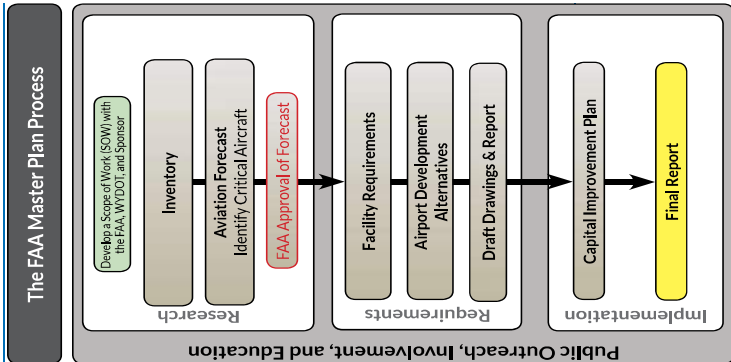 The FAA Master Plan Process
Develop a Scope of Work (SOW) with
the FAA, WYDOT, and Sponsor
Inventory
Aviation Forecast
Identify Critical Aircraft
FAA Approval of Forecast
Research
Facility Requirements
Airport Development
Alternatives
Draft Drawings & Report
Requirements
Capital Improvement Plan
Final Report
Implementation
Public Outreach, Involvement, and Education